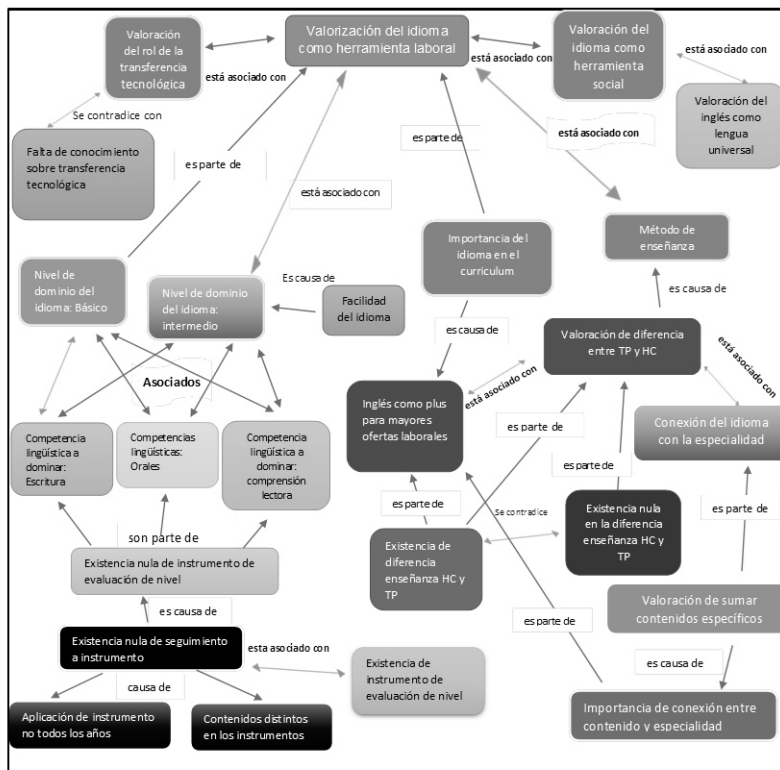 Valoración
del rol de la
transferencia
tecnológica
Valorización del idioma
como herramienta laboral
Valoración del
idioma como
herramienta
social
está asociado con
está asociado con
está asociado con
Valoración del
inglés como
lengua
universal
Se contradice con
Falta de conocimiento
sobre transferencia
tecnológica
es parte de
es parte de
está asociado con
está asociado con
Importancia del
idioma en el
curriculum
Método de
enseñanza
Nivel de
dominio del
idioma: Básico
Nivel de dominio
del idioma:
intermedio
Es causa de
Facilidad
del idioma
es causa de
es causa de
Valoración de diferencia
entre TP y HC
está asociado con
está asociado con
Asociados
Inglés como plus
para mayores
ofertas laborales
Conexión del idioma
con la especialidad
Competencia
lingüística a
dominar:
Escritura
Competencias
lingüísticas:
Orales
Competencia
lingüística a
dominar:
comprensión
lectora
es parte de
es parte de
es parte de
es parte de
Se contradice
Existencia nula
en la diferencia
enseñanza HC y
TP
Existencia de
diferencia
enseñanza HC y
TP
son parte de
Existencia nula de instrumento de
evaluación de nivel
es causa de
Valoración de sumar
contenidos específicos
es parte de
Existencia nula de seguimiento
a instrumento
esta asociado con
Existencia de
instrumento de
evaluación de nivel
es causa de
causa de
Aplicación de instrumento
no todos los años
Contenidos distintos
en los instrumentos
Importancia de conexión entre
contenido y especialidad